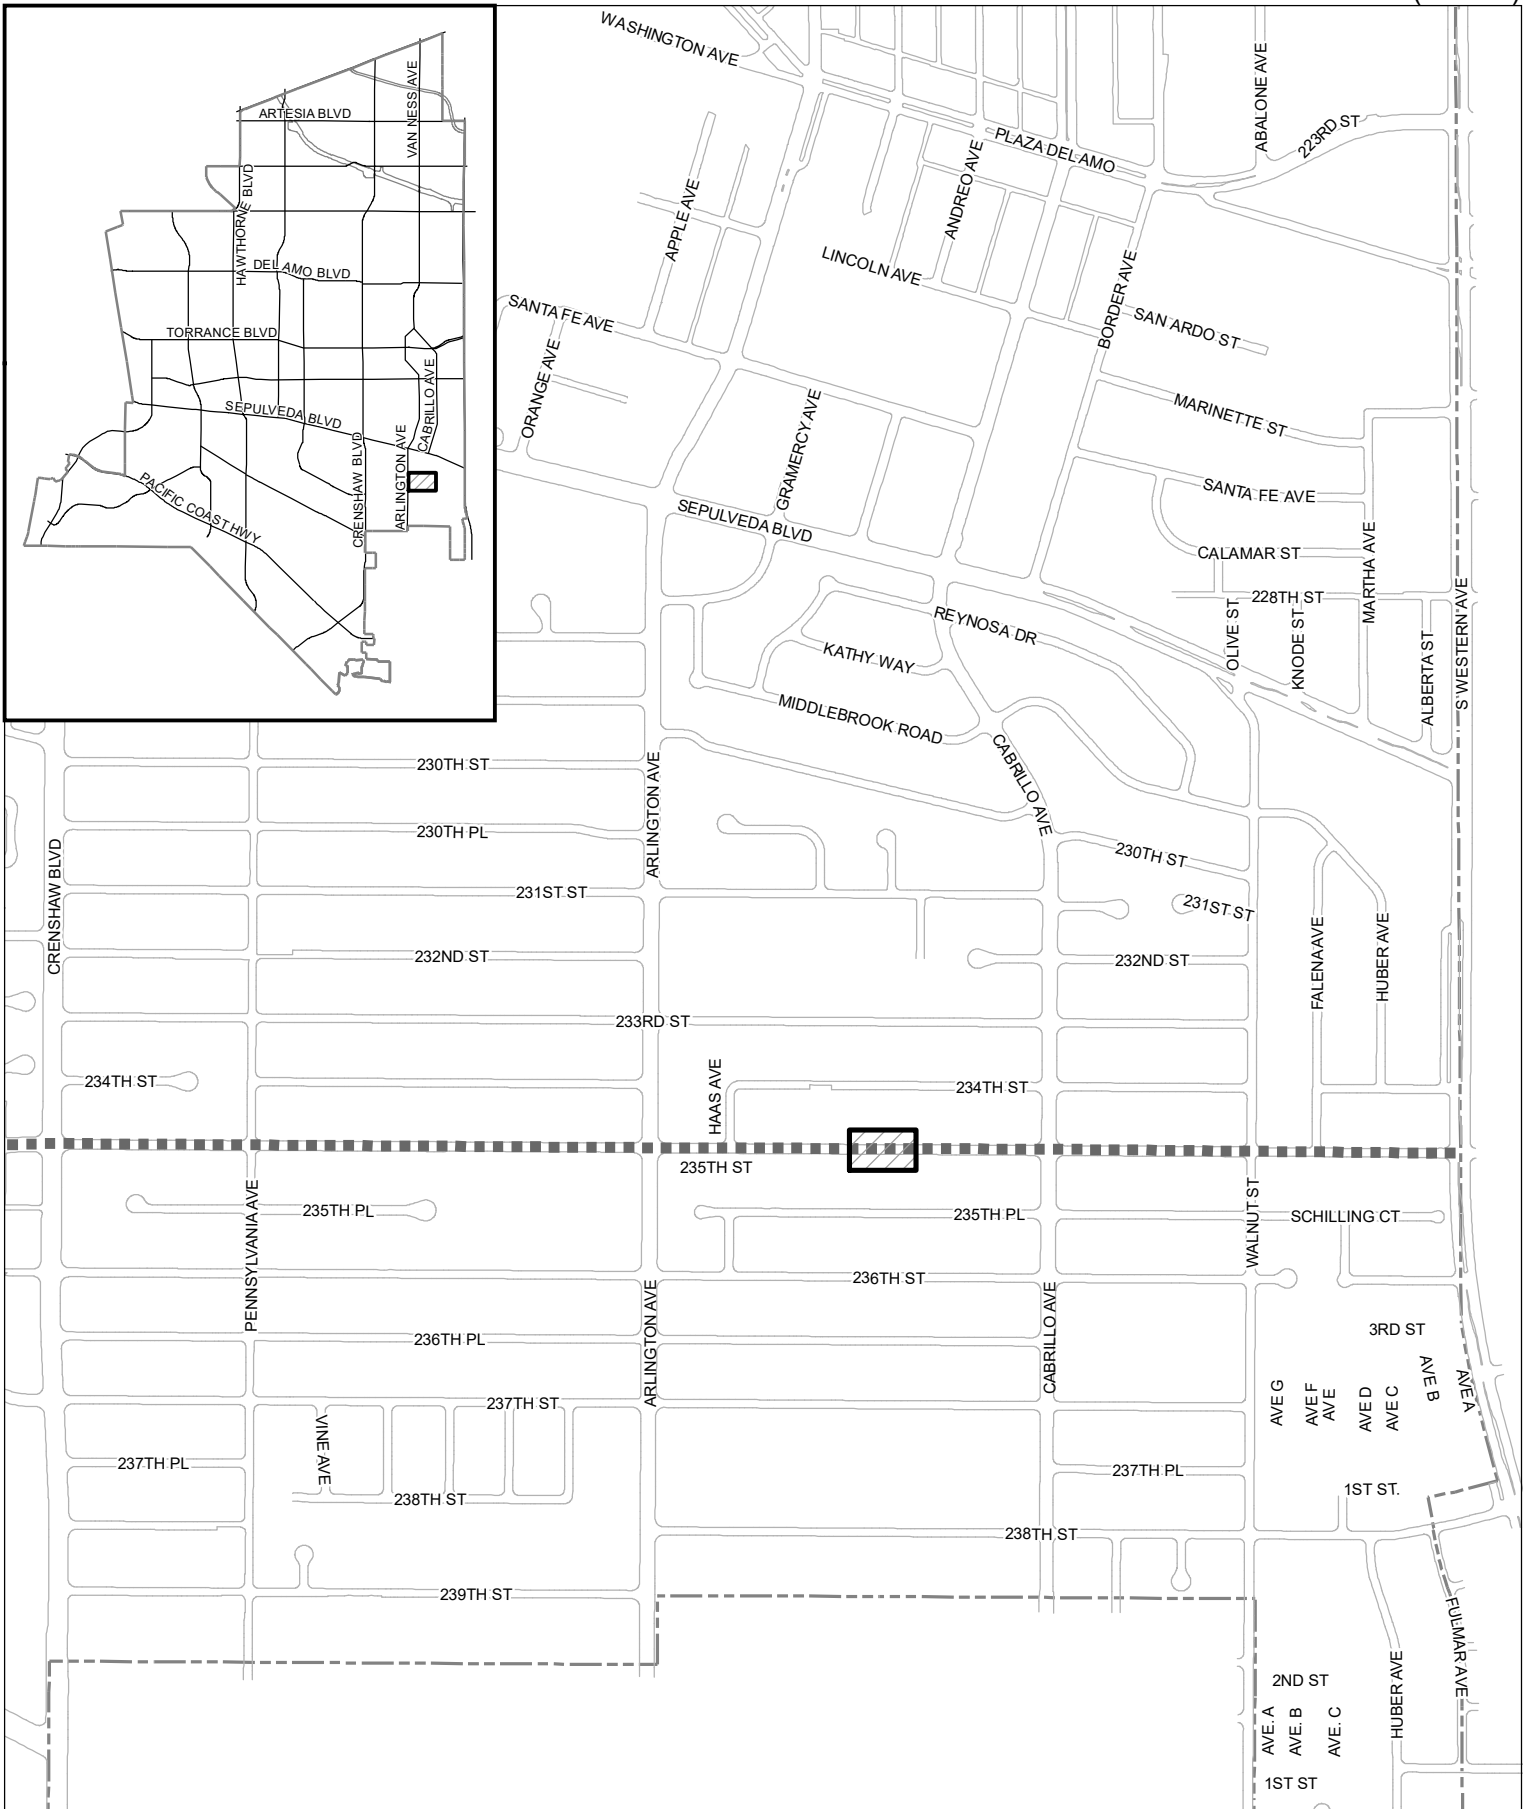 ARTESIA BLVD
VAN NESS AVE
HAWTHORNE BLVD
DEL AMO BLVD
TORRANCE BLVD
SEPULVEDA BLVD
CABRILLO AVE
CRENSHAW BLVD
ARLINGTON AVE
PACIFIC COAST HWY
WASHINGTON AVE
ABALONE AVE
223RD ST
PLAZA DEL AMO
ANDREO AVE
APPLE AVE
LINCOLN AVE
BORDER AVE
SANTA FE AVE
SAN ARDO ST
ORANGE AVE
GRAMERCY AVE
MARINETTE ST
SANTA FE AVE
SEPULVEDA BLVD
CALAMAR ST
MARTHA AVE
228TH ST
S WESTERN AVE
OLIVE ST
KNODE ST
ALBERTA ST
REYNOSA DR
KATHY WAY
MIDDLEBROOK ROAD
CABRILLO AVE
230TH ST
ARLINGTON AVE
230TH PL
230TH ST
CRENSHAW BLVD
231ST ST
231ST ST
232ND ST
232ND ST
FALENA AVE
HUBER AVE
233RD ST
234TH ST
HAAS AVE
234TH ST
235TH ST
PENNSYLVANIA AVE
235TH PL
235TH PL
WALNUT ST
SCHILLING CT
236TH ST
ARLINGTON AVE
CABRILLO AVE
236TH PL
3RD ST
AVE G
AVE F
AVE E
AVE D
AVE C
AVE B
AVE A
237TH ST
VINE AVE
237TH PL
237TH PL
238TH ST
1ST ST.
238TH ST
239TH ST
FULMAR AVE
HUBER AVE
2ND ST
AVE. A
AVE. B
AVE. C
1ST ST